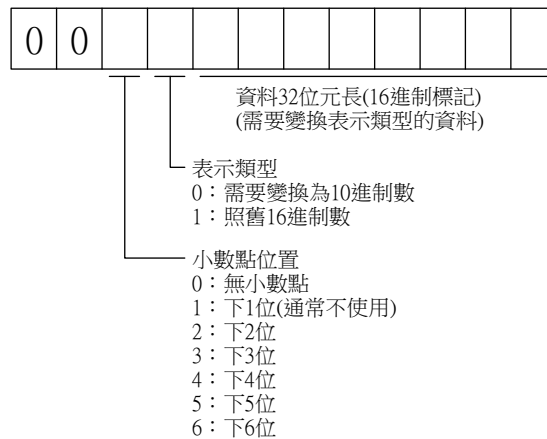 0 0
資料32位元長(16進制標記)
(需要變換表示類型的資料)
表示類型
0：需要變換為10進制數
1：照舊16進制數
小數點位置
0：無小數點
1：下1位(通常不使用)
2：下2位
3：下3位
4：下4位
5：下5位
6：下6位